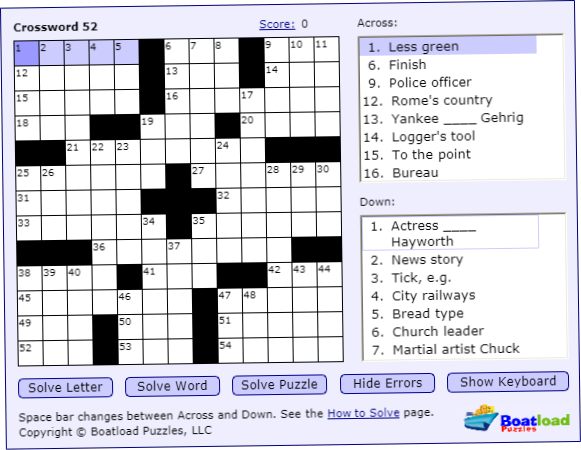 Crossword 52
Score: 0
1 2 3 4 5 6 7 8 9 10 11
12 13 14
15 16 17
18 19 20
21 22 23 24
25 26 27 28 29 30
31 32
33 34 35
36 37
38 39 40 41 42 43 44
45 46 47 48
49 50 51
52 53 54
Across:
1. Less green
6. Finish
9. Police officer
12. Rome's country
13. Yankee ____ Gehrig
14. Logger's tool
15. To the point
16. Bureau
Down:
1. Actress ____
Hayworth
2. News story
3. Tick, e.g.
4. City railways
5. Bread type
6. Church leader
7. Martial artist Chuck
Solve Letter Solve Word Solve Puzzle Hide Errors Show Keyboard
Space bar changes between Across and Down. See the How to Solve page.
Copyright © Boatload Puzzles, LLC
Boatload
Puzzles